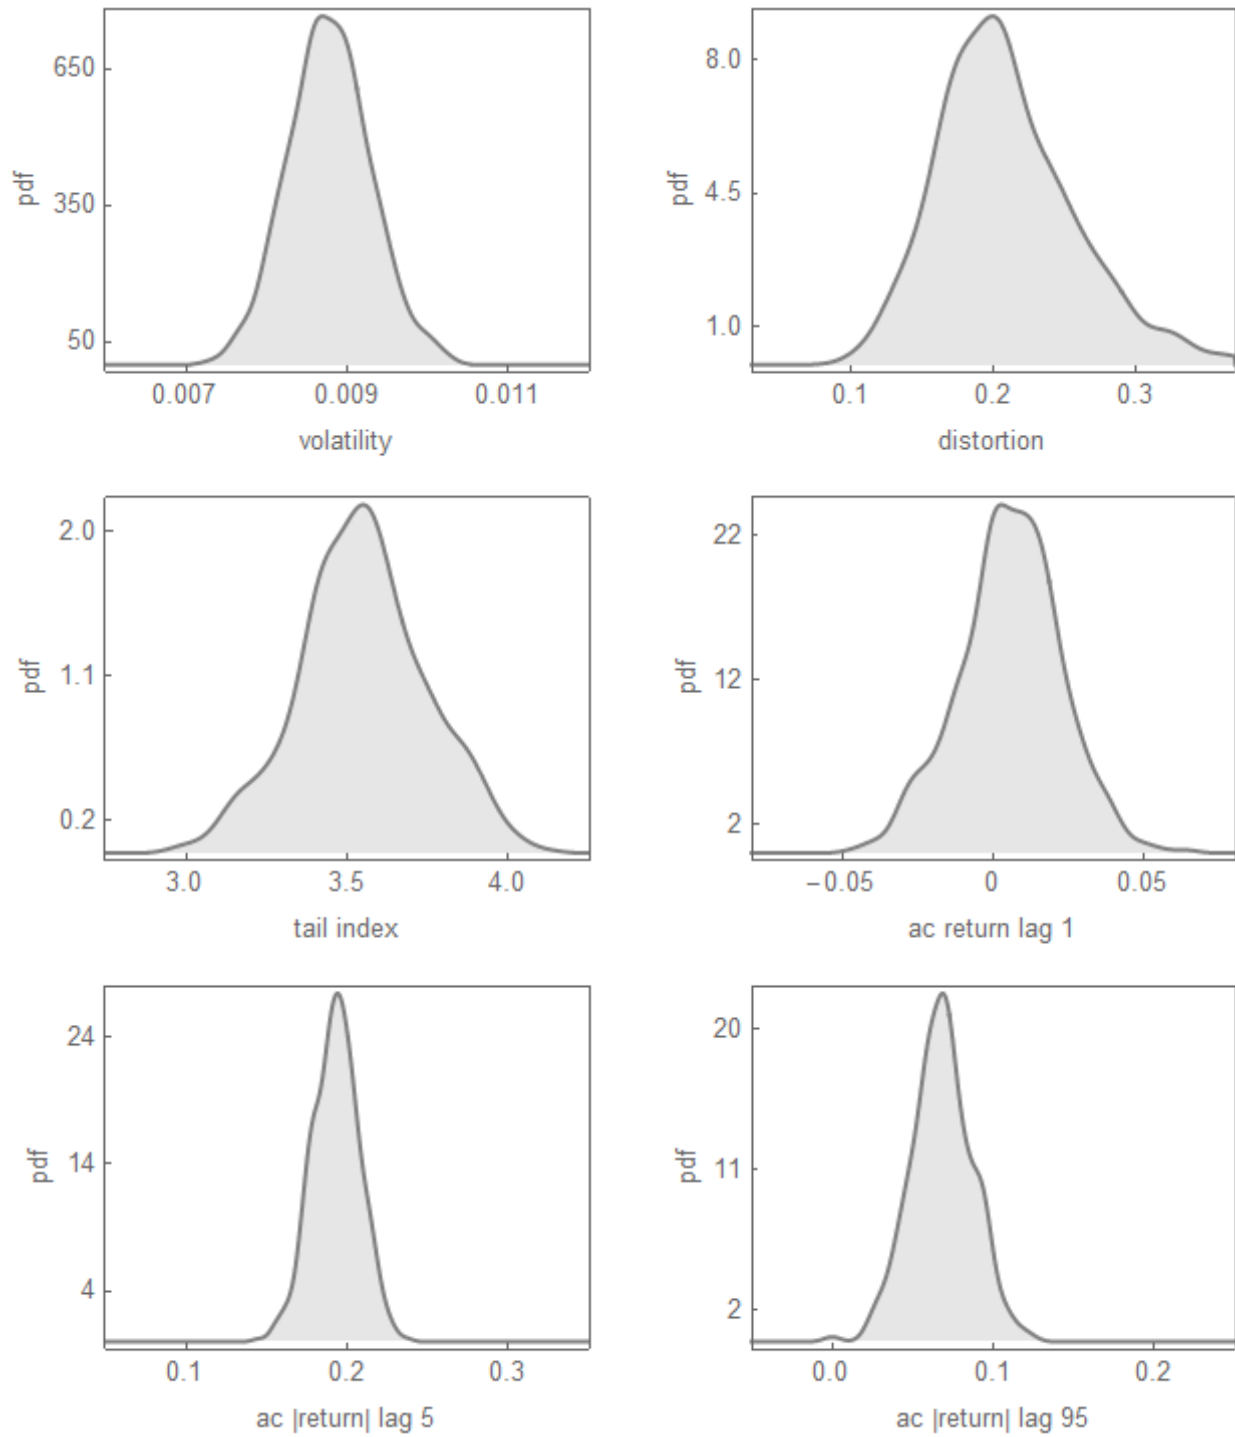 pdf
650
350
50
0.007 0.009 0.011
volatility
pdf
8.0
4.5
1.0
0.1 0.2 0.3
distortion
pdf
2.0
1.1
0.2
3.0 3.5 4.0
tail index
pdf
22
12
2
−0.05 0 0.05
ac return lag 1
pdf
24
14
4
0.1 0.2 0.3
ac |return| lag 5
pdf
20
11
2
0.0 0.1 0.2
ac |return| lag 95